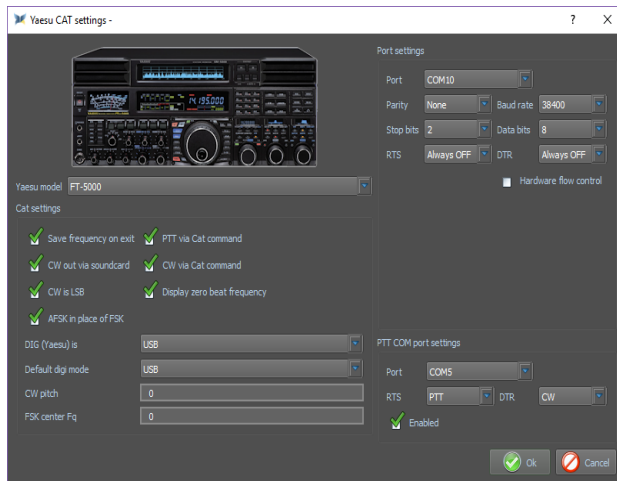 Yaesu CAT settings -
? X
14,195.000
Yaesu model FT-5000
Cat settings
Save frequency on exit PTT via Cat command
CW out via soundcard CW via Cat command
CW is LSB Display zero beat frequency
AFSK in place of FSK
DIG (Yaesu) is USB
Default digi mode USB
CW pitch 0
FSK center Fq 0
Port settings
Port COM10
Parity None Baud rate 38400
Stop bits 2 Data bits 8
RTS Always OFF DTR Always OFF
Hardware flow control
PTT COM port settings
Port COM5
RTS PTT DTR CW
Enabled
Ok Cancel